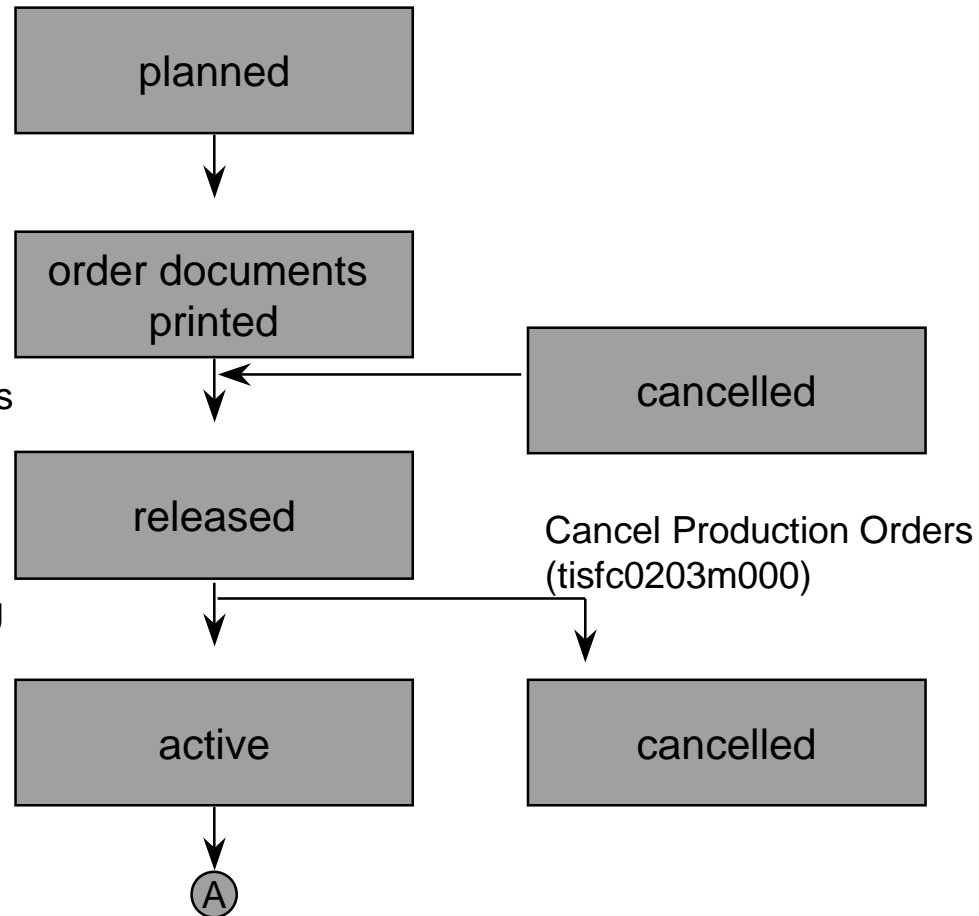 planned
order documents
printed
cancelled
s
released
Cancel Production Orders
(tisfc0203m000)
g
active
cancelled
A